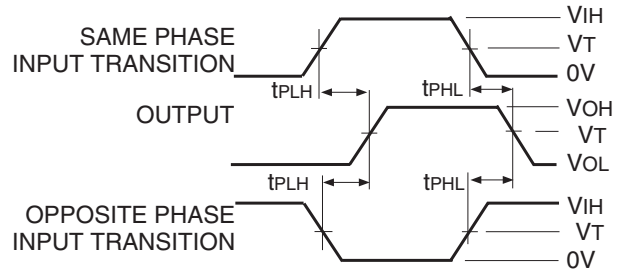 SAME PHASE
INPUT TRANSITION
VIH
VT
0V
tPLH
tPHL
OUTPUT
VOH
VT
VOL
tPLH
tPHL
OPPOSITE PHASE
INPUT TRANSITION
VIH
VT
0V